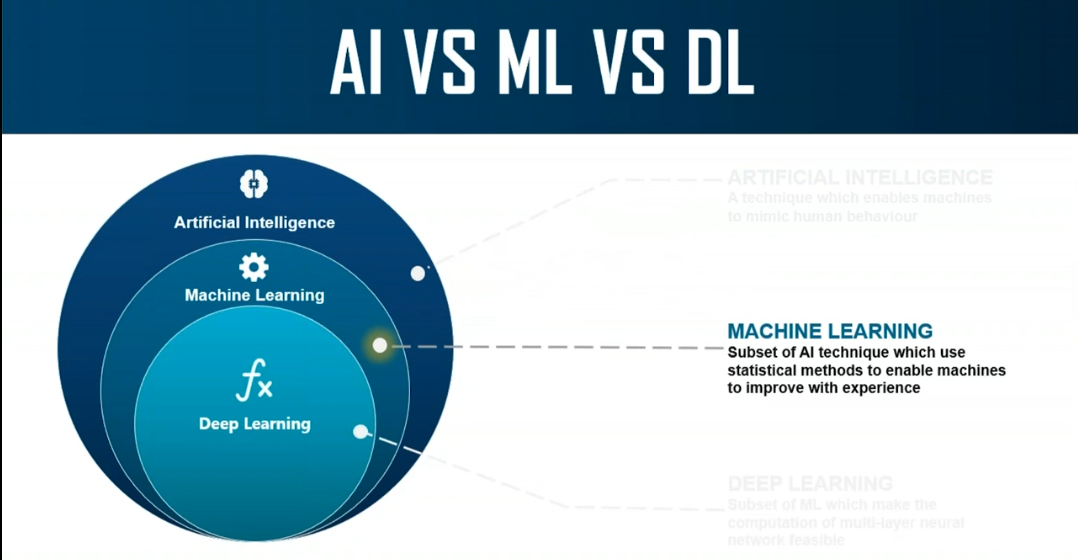 AI VS ML VS DL
Artificial Intelligence
Machine Learning
fx
Deep Learning
ARTIFICIAL INTELLIGENCE
A technique which enables machines
to mimic human behaviour
MACHINE LEARNING
Subset of AI technique which use
statistical methods to enable machines
to improve with experience
DEEP LEARNING
Subset of ML which make the
computation of multi-layer neural
network feasible